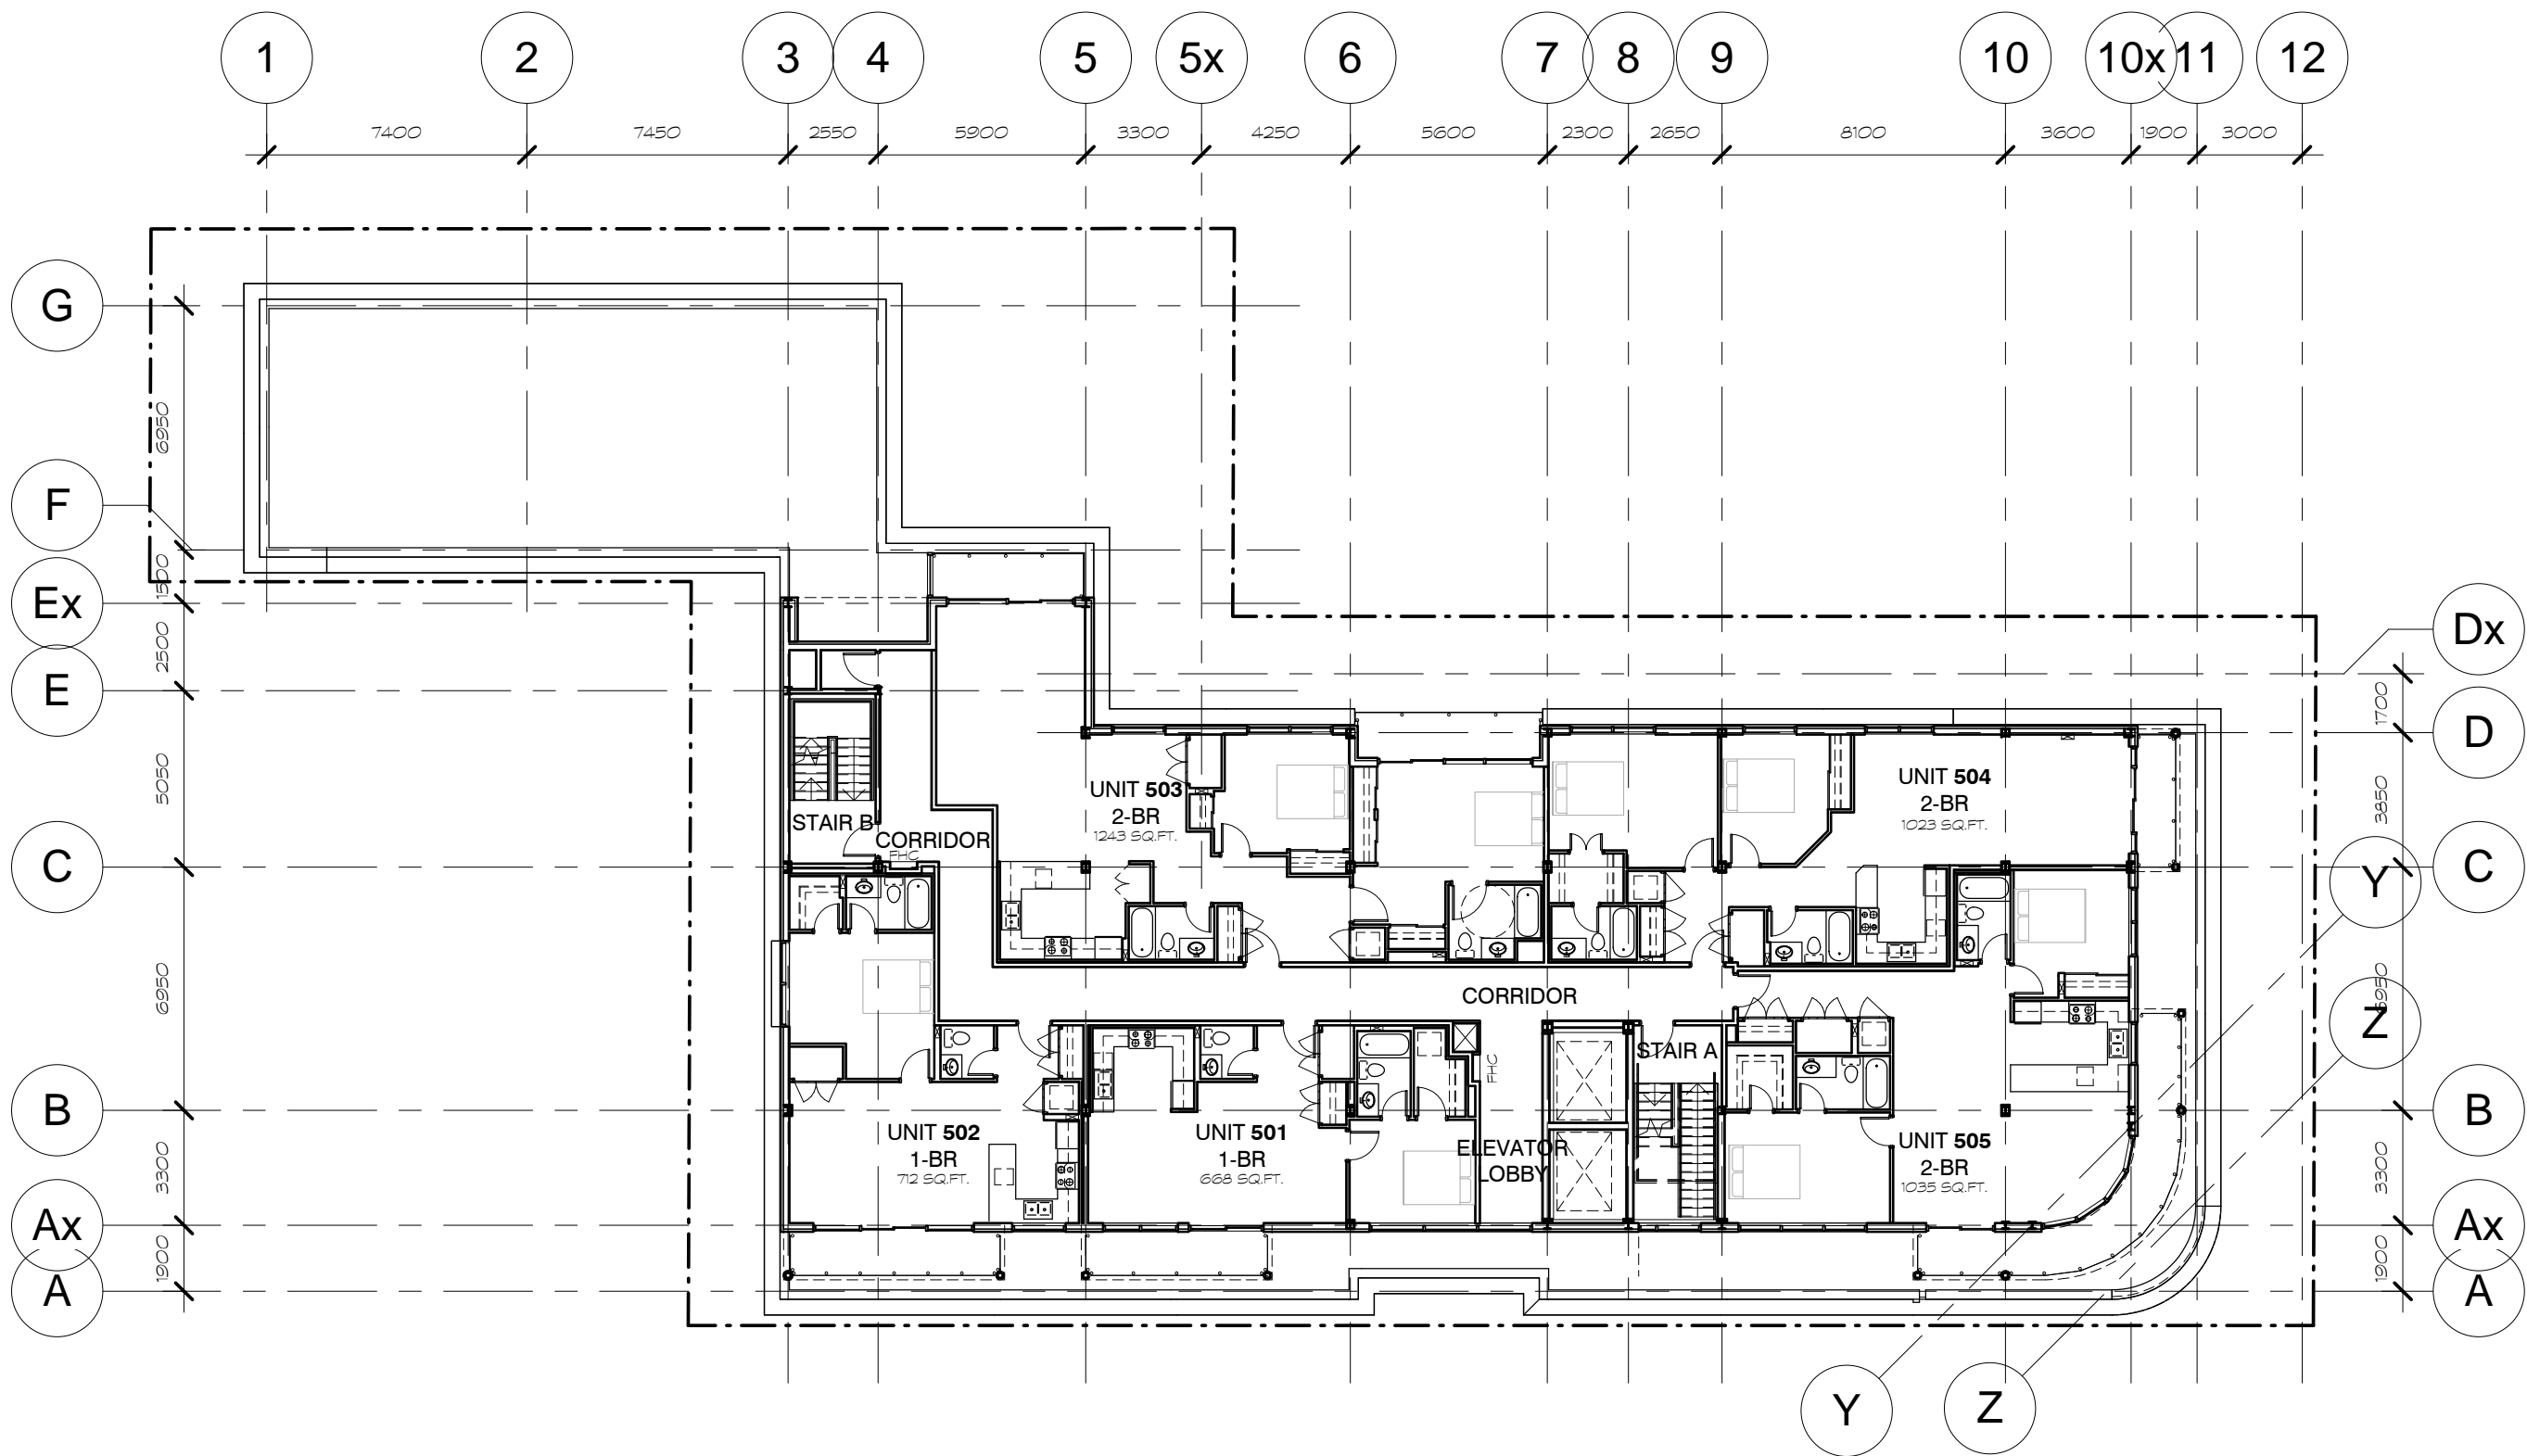 1 2 3 4 5 5x 6 7 8 9 10 10x 11 12
7400 7450 2550 5900 3300 4250 5600 2300 2650 8100 3600 1900 3000
G
6950
F
1500
Ex
Dx
2500
E
1700
D
5050
3850
UNIT 503
2-BR
1243 SQ.FT.
UNIT 504
2-BR
1023 SQ.FT.
STAIR B
CORRIDOR
FHC
C
C
Y
6950
6950
CORRIDOR
Z
STAIR A
FHC
B
B
UNIT 502
1-BR
712 SQ.FT.
UNIT 501
1-BR
668 SQ.FT.
ELEVATOR
LOBBY
UNIT 505
2-BR
1035 SQ.FT.
3300
3300
Ax
Ax
1900
1900
A
A
Y
Z